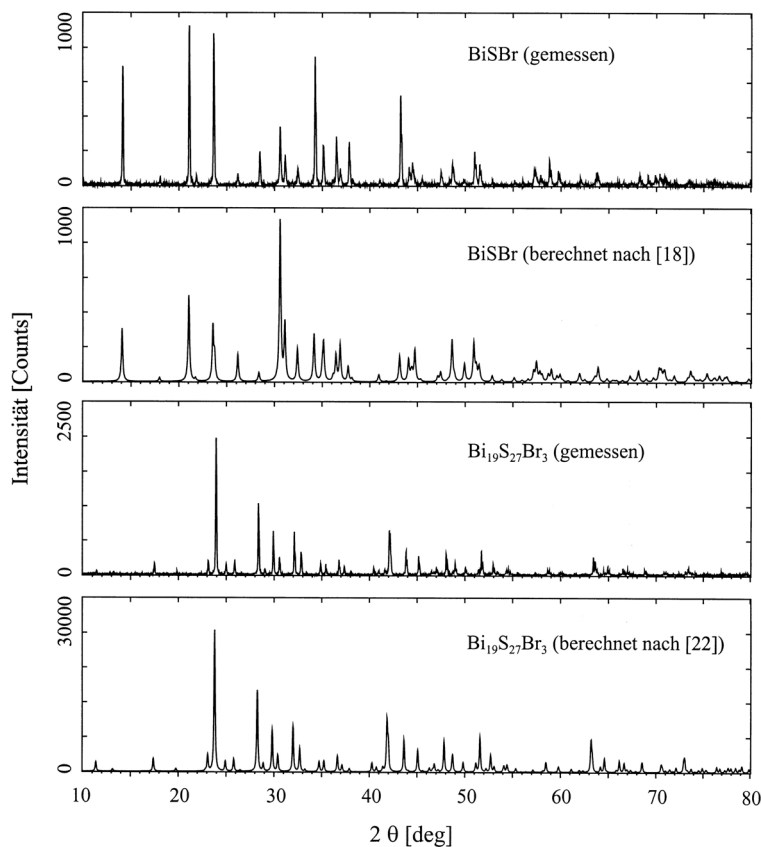 1000
0
BiSBr (gemessen)
1000
0
BiSBr (berechnet nach [18])
Intensität [Counts]
2500
0
Bi₁₉S₂₇Br₃ (gemessen)
30000
0
Bi₁₉S₂₇Br₃ (berechnet nach [22])
10 20 30 40 50 60 70 80
2 θ [deg]